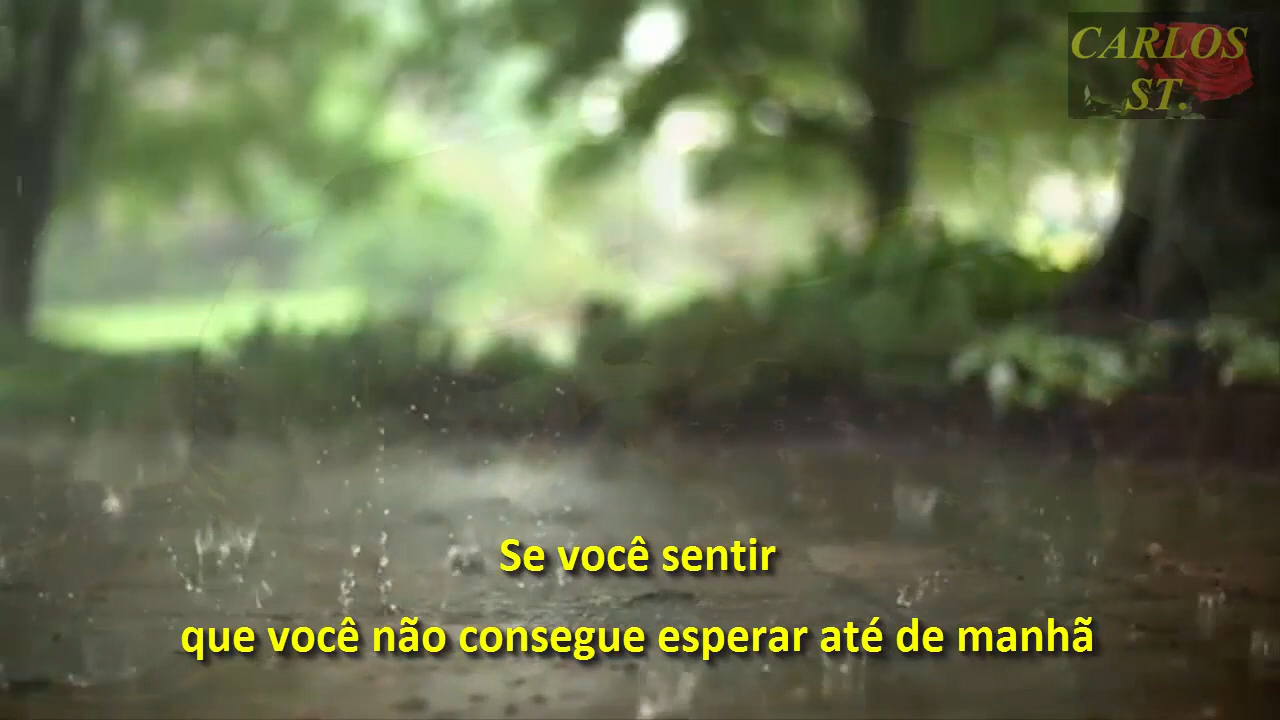 CARLOS
ST.
Se você sentir
que você não consegue esperar até de manhã